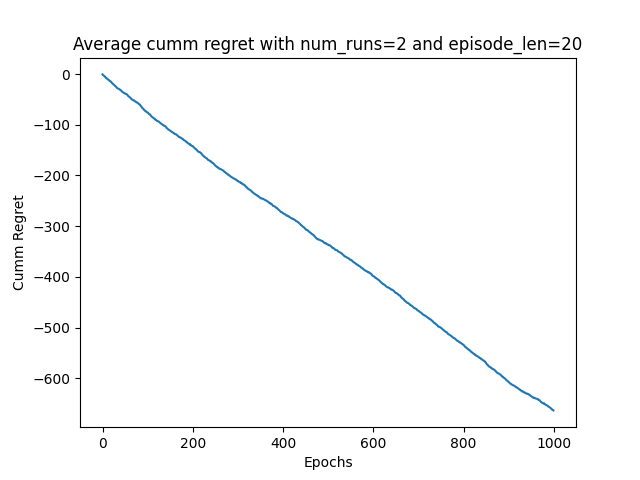 Average cumm regret with num_runs=2 and episode_len=20
0
−100
−200
−300
−400
−500
−600
Cumm Regret
0 200 400 600 800 1000
Epochs